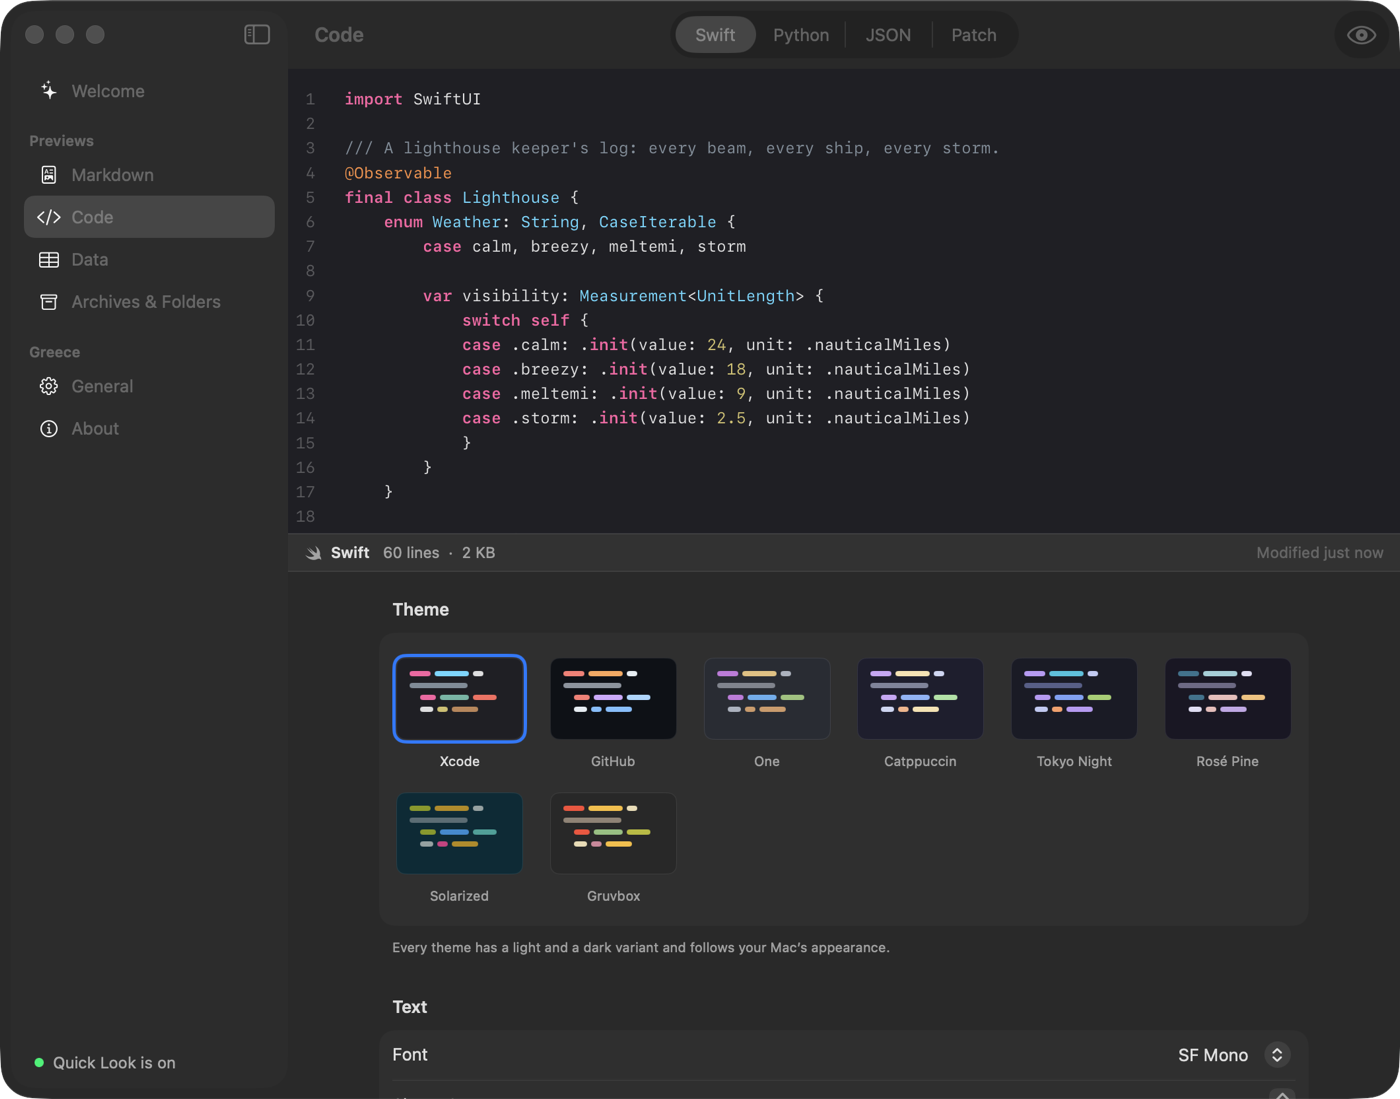 Code
Swift
Python
JSON
Patch
Welcome
Previews
Markdown
Code
Data
Archives & Folders
Greece
General
About
Quick Look is on
1 import SwiftUI
2
3 /// A lighthouse keeper's log: every beam, every ship, every storm.
4 @Observable
5 final class Lighthouse {
6 enum Weather: String, CaseIterable {
7 case calm, breezy, meltemi, storm
8
9 var visibility: Measurement<UnitLength> {
10 switch self {
11 case .calm: .init(value: 24, unit: .nauticalMiles)
12 case .breezy: .init(value: 18, unit: .nauticalMiles)
13 case .meltemi: .init(value: 9, unit: .nauticalMiles)
14 case .storm: .init(value: 2.5, unit: .nauticalMiles)
15 }
16 }
17 }
18
Swift 60 lines · 2 KB
Modified just now
Theme
Xcode
GitHub
One
Catppuccin
Tokyo Night
Rosé Pine
Solarized
Gruvbox
Every theme has a light and a dark variant and follows your Mac’s appearance.
Text
Font
SF Mono